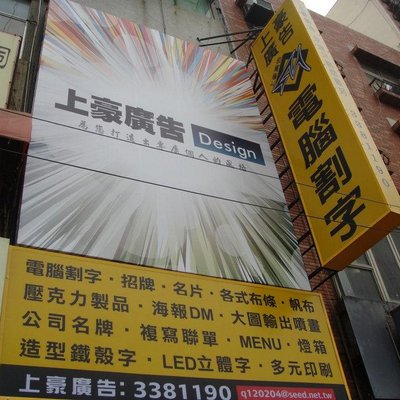 上豪廣告 Design
為您打造出專屬個人的風格
電腦割字·招牌·名片·各式布條·帆布
壓克力製品·海報DM·大圖輸出噴畫
公司名牌·複寫聯單·MENU·燈箱
造型鐵殼字·LED立體字·多元印刷
上豪廣告:3381190 q120204@seed.net.tw
上豪廣告
電腦割字
3381190